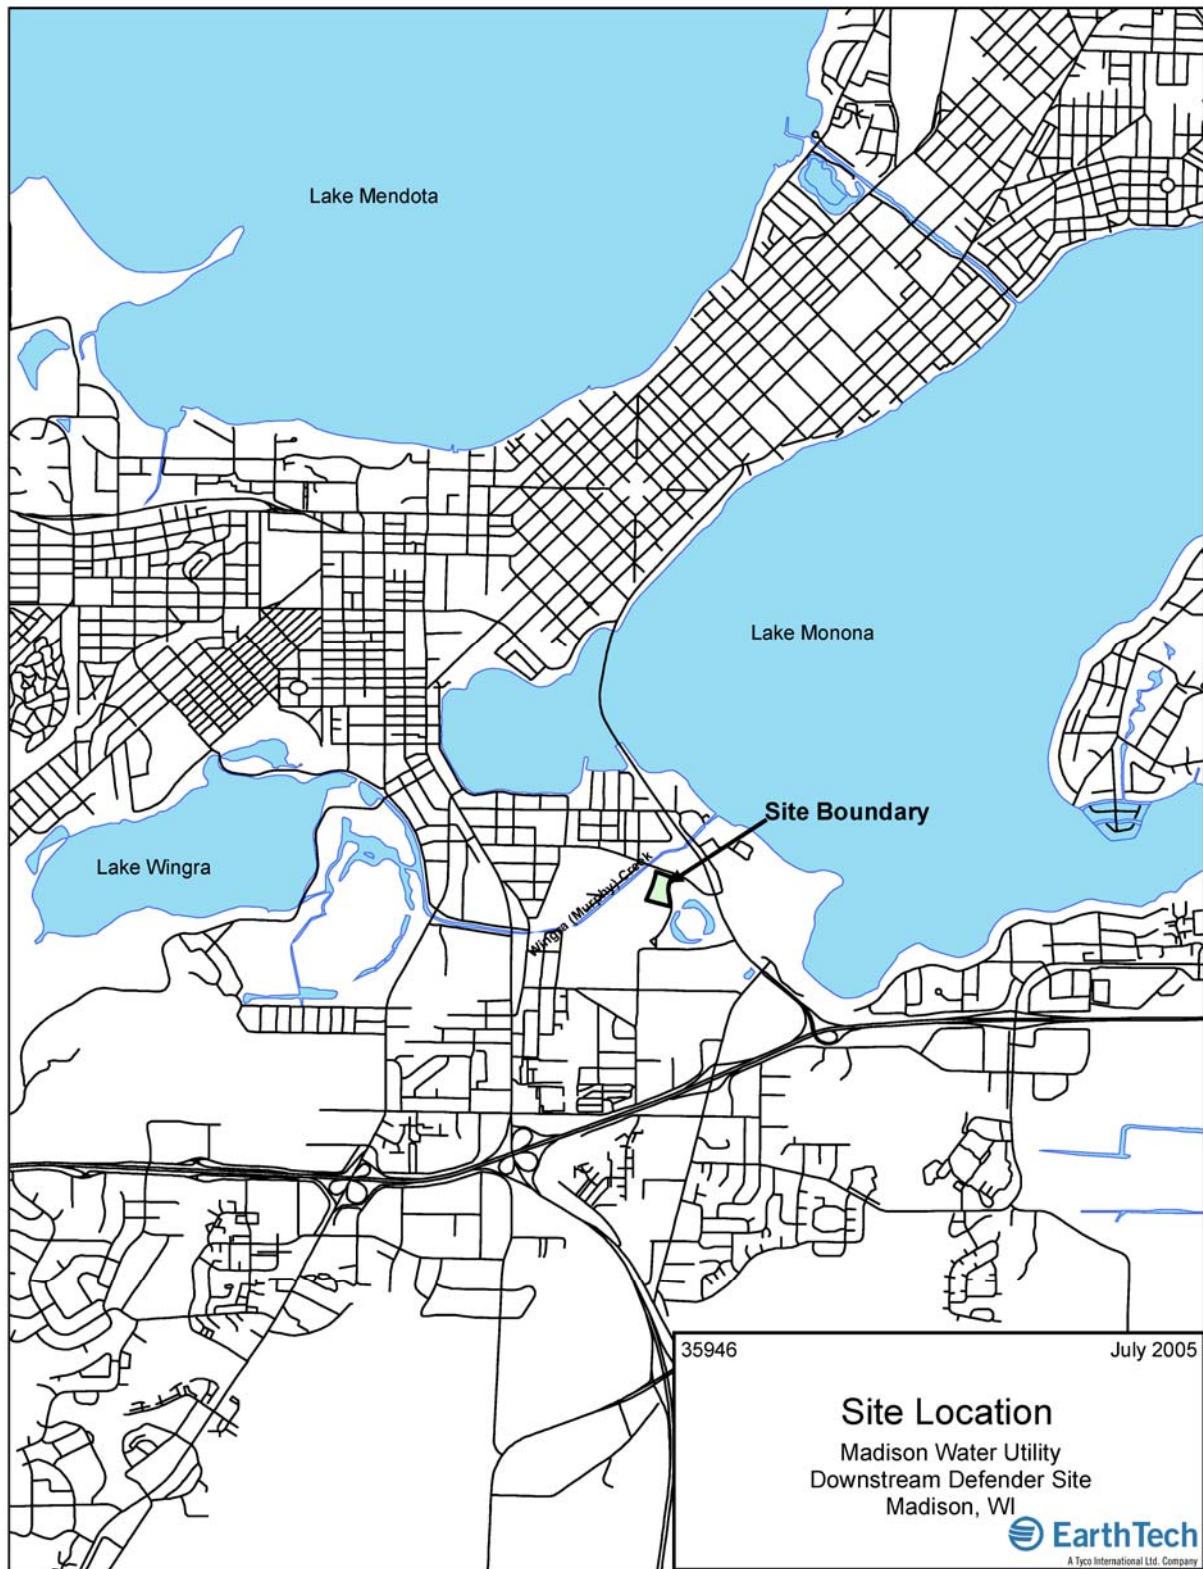 Lake Mendota
Lake Monona
Site Boundary
Lake Wingra
Wingra (Murphy) Creek
35946
July 2005
Site Location
Madison Water Utility
Downstream Defender Site
Madison, WI
EarthTech
A Tyco International Ltd. Company